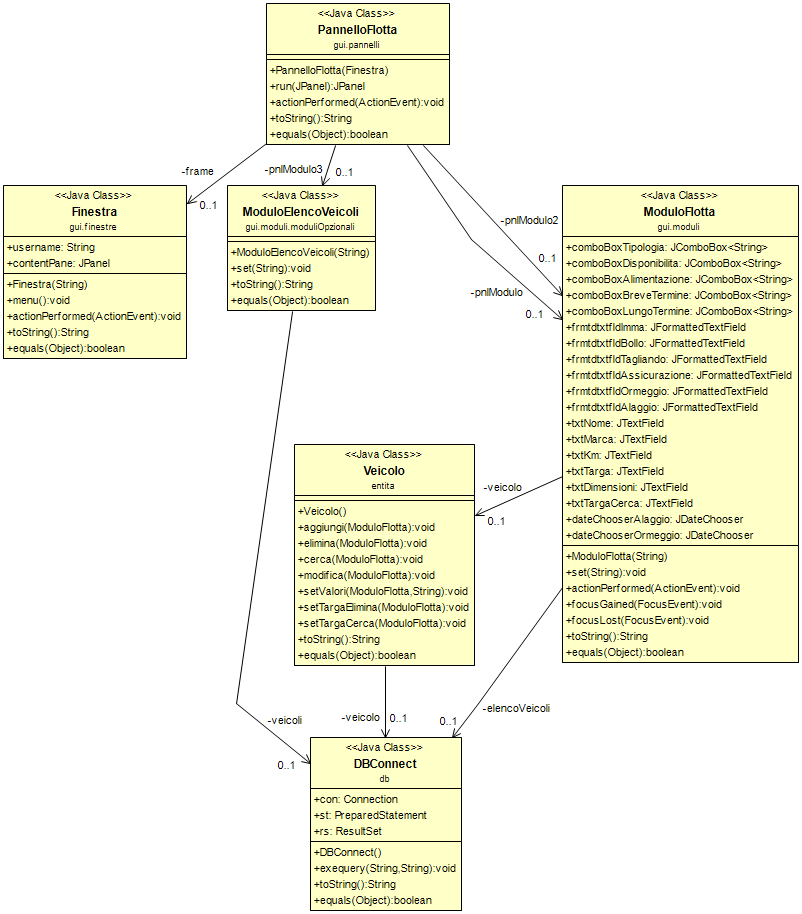 <<Java Class>>
PannelloFlotta
gui.pannelli
+PannelloFlotta(Finestra)
+run(JPanel):JPanel
+actionPerformed(ActionEvent):void
+toString():String
+equals(Object):boolean
-frame
0..1
-pnlModulo3
0..1
-pnlModulo2
0..1
-pnlModulo
0..1
<<Java Class>>
Finestra
gui.finestre
+username: String
+contentPane: JPanel
+Finestra(String)
+menu():void
+actionPerformed(ActionEvent):void
+toString():String
+equals(Object):boolean
<<Java Class>>
ModuloElencoVeicoli
gui.moduli.moduliOpzionali
+ModuloElencoVeicoli(String)
+set(String):void
+toString():String
+equals(Object):boolean
<<Java Class>>
ModuloFlotta
gui.moduli
+comboBoxTipologia: JComboBox<String>
+comboBoxDisponibilita: JComboBox<String>
+comboBoxAlimentazione: JComboBox<String>
+comboBoxBreveTermine: JComboBox<String>
+comboBoxLungoTermine: JComboBox<String>
+frmtdtxtfldImma: JFormattedTextField
+frmtdtxtfldBollo: JFormattedTextField
+frmtdtxtfldTagliando: JFormattedTextField
+frmtdtxtfldAssicurazione: JFormattedTextField
+frmtdtxtfldOrmeggio: JFormattedTextField
+frmtdtxtfldAlaggio: JFormattedTextField
+txtNome: JTextField
+txtMarca: JTextField
+txtKm: JTextField
+txtTarga: JTextField
+txtDimensioni: JTextField
+txtTargaCerca: JTextField
+dateChooserAlaggio: JDateChooser
+dateChooserOrmeggio: JDateChooser
+ModuloFlotta(String)
+set(String):void
+actionPerformed(ActionEvent):void
+focusGained(FocusEvent):void
+focusLost(FocusEvent):void
+toString():String
+equals(Object):boolean
-veicolo
0..1
<<Java Class>>
Veicolo
entita
+Veicolo()
+aggiungi(ModuloFlotta):void
+elimina(ModuloFlotta):void
+cerca(ModuloFlotta):void
+modifica(ModuloFlotta):void
+setValori(ModuloFlotta,String):void
+setTargaElimina(ModuloFlotta):void
+setTargaCerca(ModuloFlotta):void
+toString():String
+equals(Object):boolean
-veicoli
0..1
-veicolo
0..1
-elencoVeicoli
0..1
<<Java Class>>
DBConnect
db
+con: Connection
+st: PreparedStatement
+rs: ResultSet
+DBConnect()
+exequery(String,String):void
+toString():String
+equals(Object):boolean